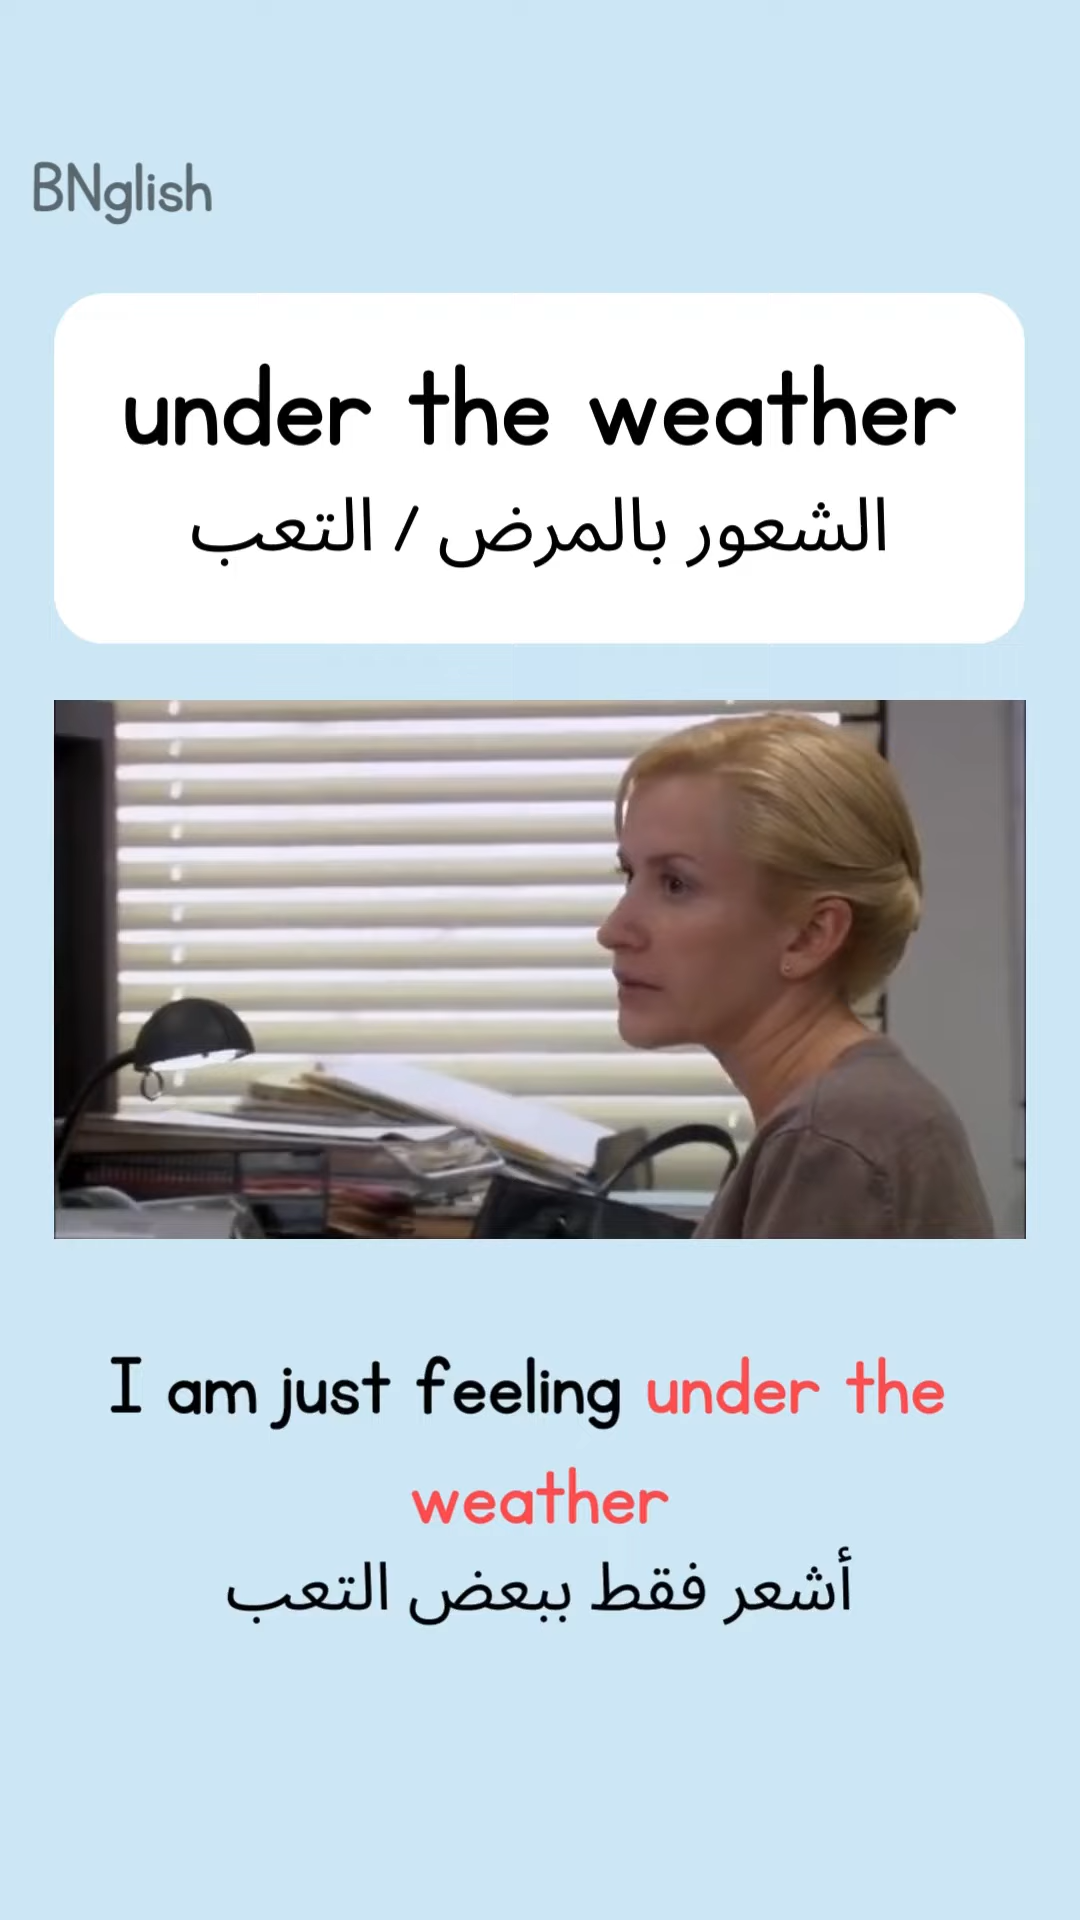 BNglish
under the weather
الشعور بالمرض / التعب
I am just feeling under the
weather
أشعر فقط ببعض التعب